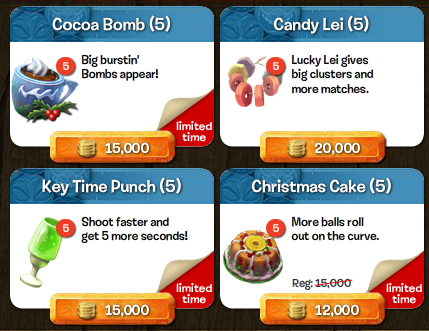 Cocoa Bomb (5)
5
Big burstin'
Bombs appear!
limited
time
15,000
Candy Lei (5)
5
Lucky Lei gives
big clusters and
more matches.
20,000
Key Time Punch (5)
5
Shoot faster and
get 5 more seconds!
limited
time
15,000
Christmas Cake (5)
5
More balls roll
out on the curve.
Reg: 15,000
limited
time
12,000